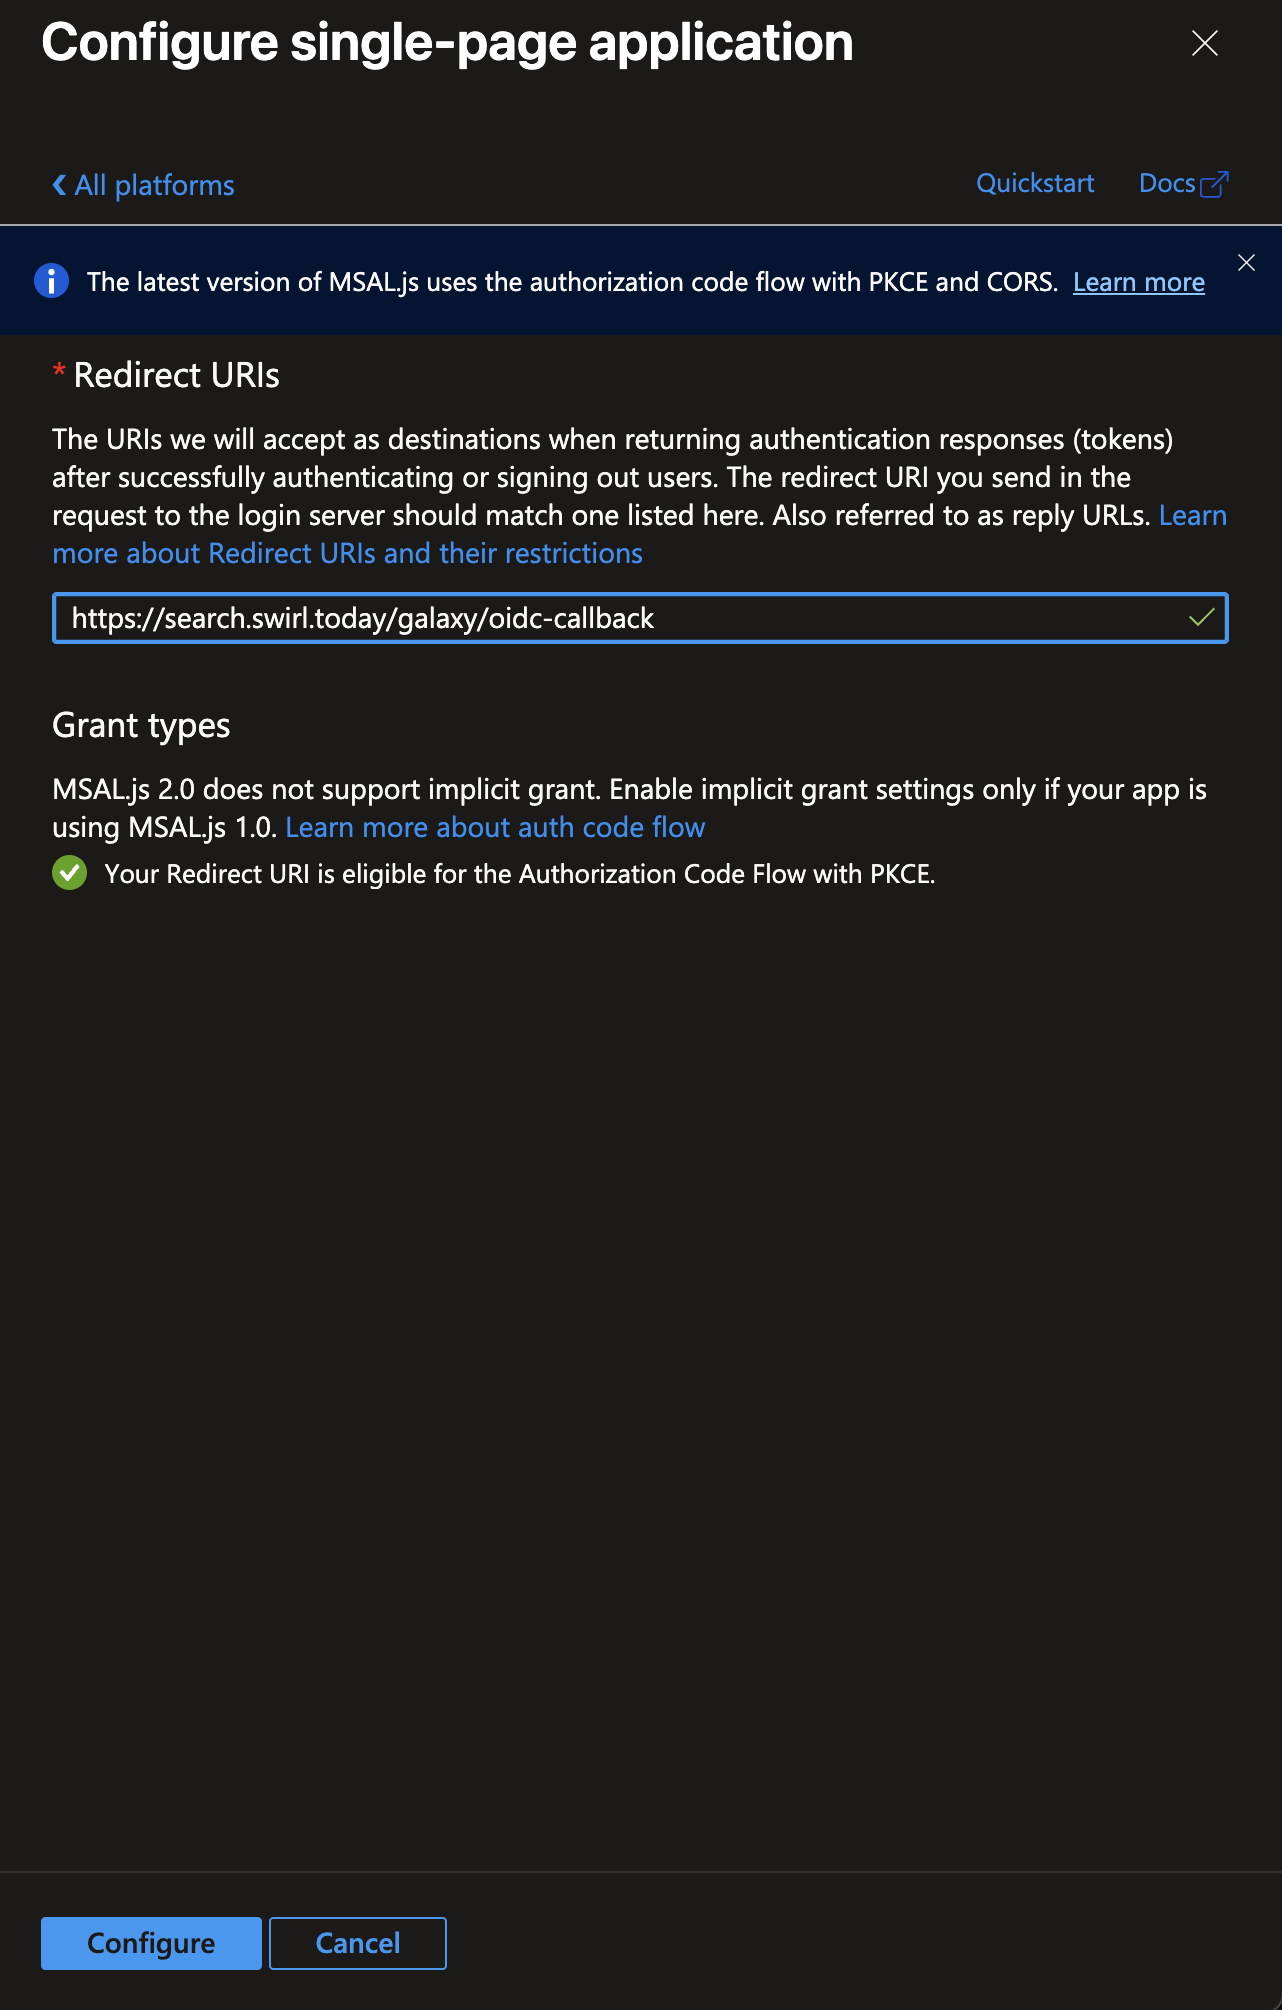 Configure single-page application
All platforms
Quickstart
Docs
The latest version of MSAL.js uses the authorization code flow with PKCE and CORS. Learn more
* Redirect URIs
The URIs we will accept as destinations when returning authentication responses (tokens)
after successfully authenticating or signing out users. The redirect URI you send in the
request to the login server should match one listed here. Also referred to as reply URLs. Learn
more about Redirect URIs and their restrictions
https://search.swirl.today/galaxy/oidc-callback
Grant types
MSAL.js 2.0 does not support implicit grant. Enable implicit grant settings only if your app is
using MSAL.js 1.0. Learn more about auth code flow
Your Redirect URI is eligible for the Authorization Code Flow with PKCE.
Configure
Cancel